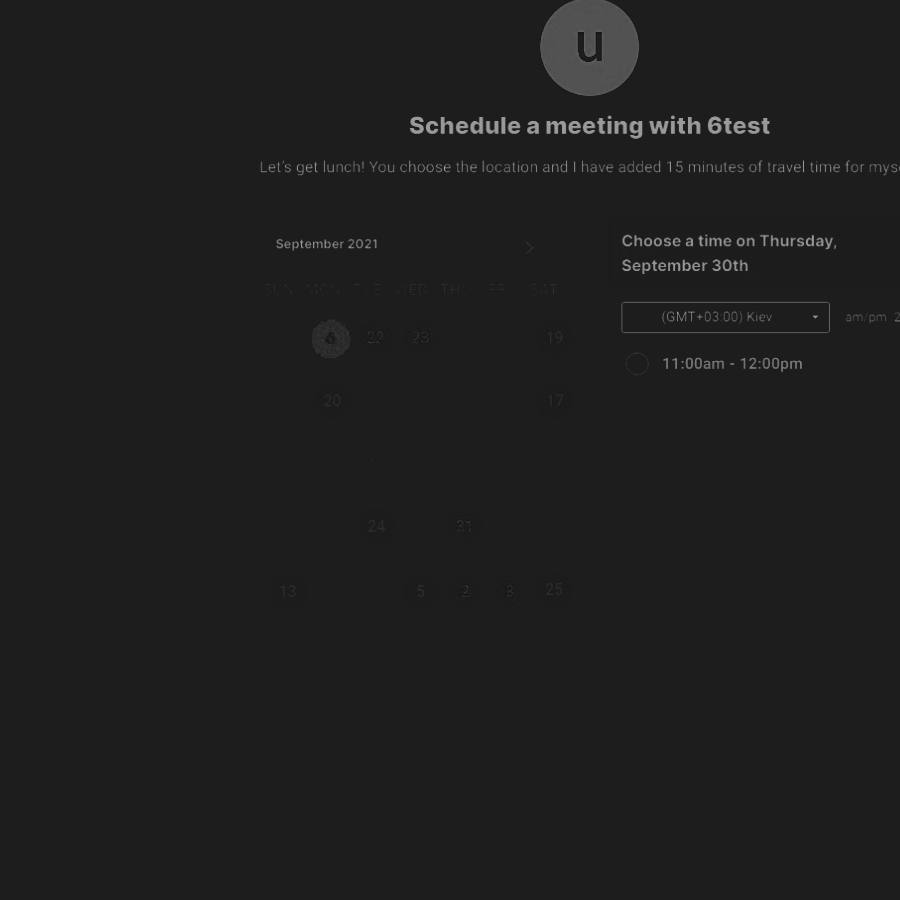 u
Schedule a meeting with 6test
Let's get lunch! You choose the location and I have added 15 minutes of travel time for mys
September 2021
Choose a time on Thursday,
September 30th
SUN MON WED SAT
(GMT+03:00) Kiev
am/pm 2
6 22 23 19
11:00am - 12:00pm
20 17
24 31
13 5 2 3 25